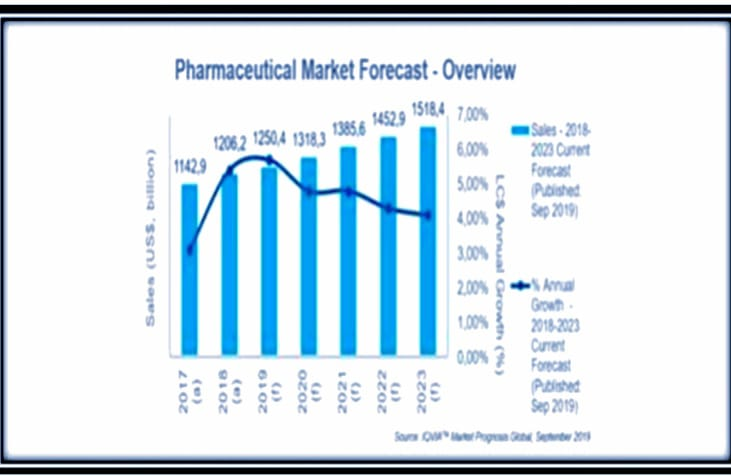 Pharmaceutical Market Forecast - Overview
1142,9
1206,2
1250,4
1318,3
1385,6
1452,9
1518,4
7,00%
6,00%
5,00%
4,00%
3,00%
2,00%
1,00%
0,00%
Sales (US$, billion)
LC$ Annual Growth (%)
2017 (a)
2018 (a)
2019 (f)
2020 (f)
2021 (f)
2022 (f)
2023 (f)
Sales - 2018-
2023 Current
Forecast
(Published
Sep 2019)
% Annual
Growth -
2018-2023
Current
Forecast
(Published
Sep 2019)
Source: IQVIA™ Market Prognosis Global, September 2019